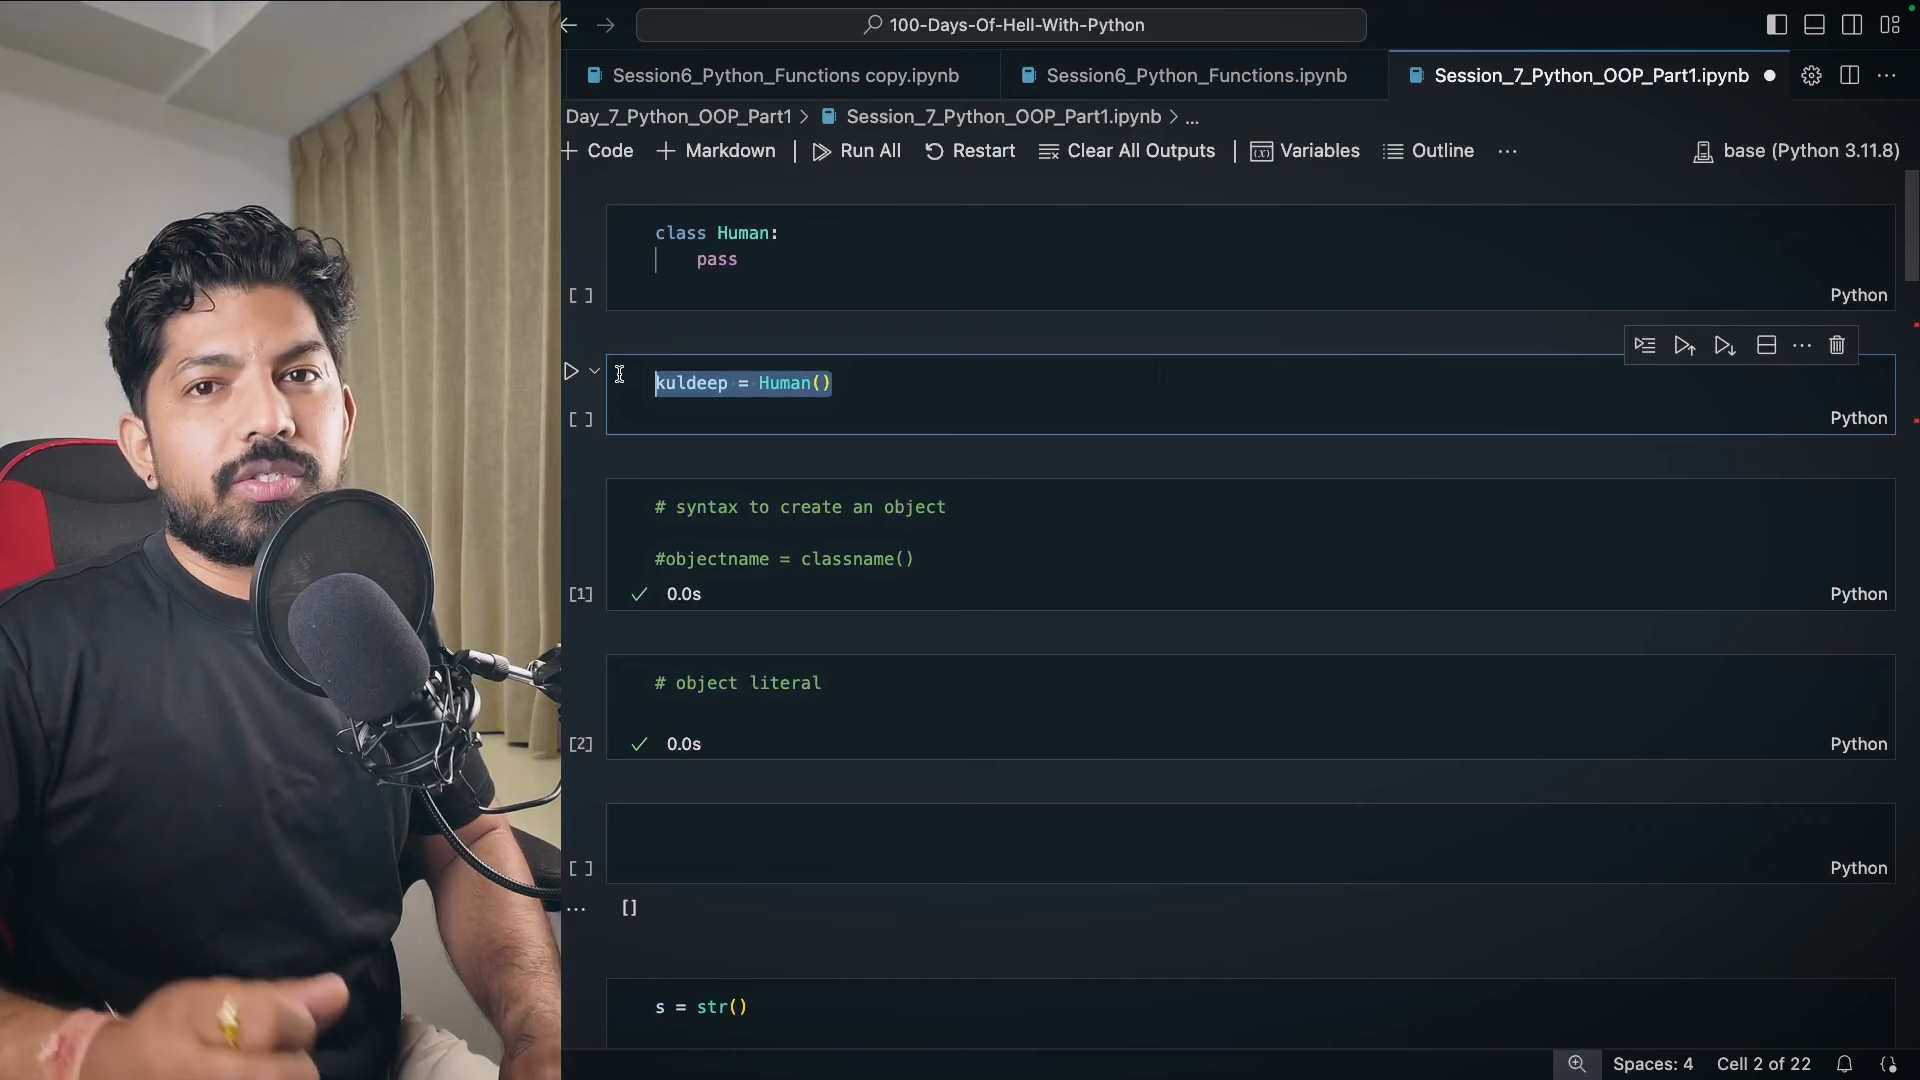 100-Days-Of-Hell-With-Python
Session6_Python_Functions copy.ipynb
Session6_Python_Functions.ipynb
Session_7_Python_OOP_Part1.ipynb
Day_7_Python_OOP_Part1 > Session_7_Python_OOP_Part1.ipynb > ...
+ Code + Markdown | Run All Restart Clear All Outputs | Variables Outline ... base (Python 3.11.8)
class Human:
pass
[ ] Python
kuldeep = Human()
[ ] Python
# syntax to create an object
#objectname = classname()
[1] 0.0s Python
# object literal
[2] 0.0s Python
[ ] Python
... []
s = str()
Spaces: 4 Cell 2 of 22